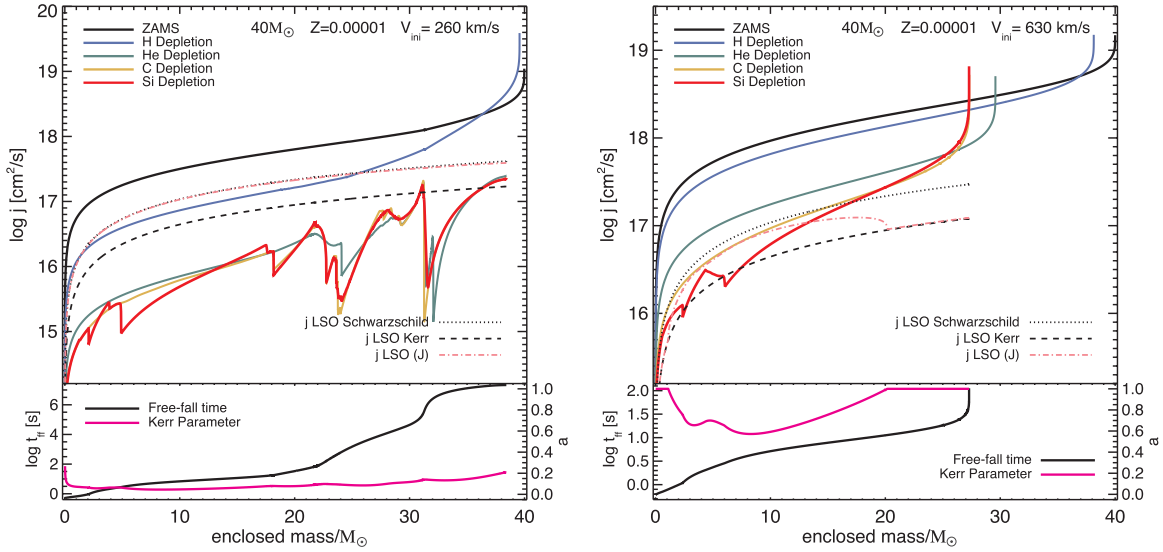 40M☉ Z=0.00001 V_ini= 260 km/s
ZAMS
H Depletion
He Depletion
C Depletion
Si Depletion
19
18
17
16
15
log j [cm²/s]
j LSO Schwarzschild
j LSO Kerr
j LSO (J)
Free-fall time
Kerr Parameter
6
4
2
0
log t_ff [s]
1.0
0.8
0.6
0.4
0.2
0.0
a
0 10 20 30 40
enclosed mass/M☉
40M☉ Z=0.00001 V_ini= 630 km/s
ZAMS
H Depletion
He Depletion
C Depletion
Si Depletion
19
18
17
16
log j [cm²/s]
j LSO Schwarzschild
j LSO Kerr
j LSO (J)
2.0
1.5
1.0
0.5
0.0
log t_ff [s]
Free-fall time
Kerr Parameter
1.0
0.8
0.6
0.4
0.2
0.0
a
0 10 20 30 40
enclosed mass/M☉